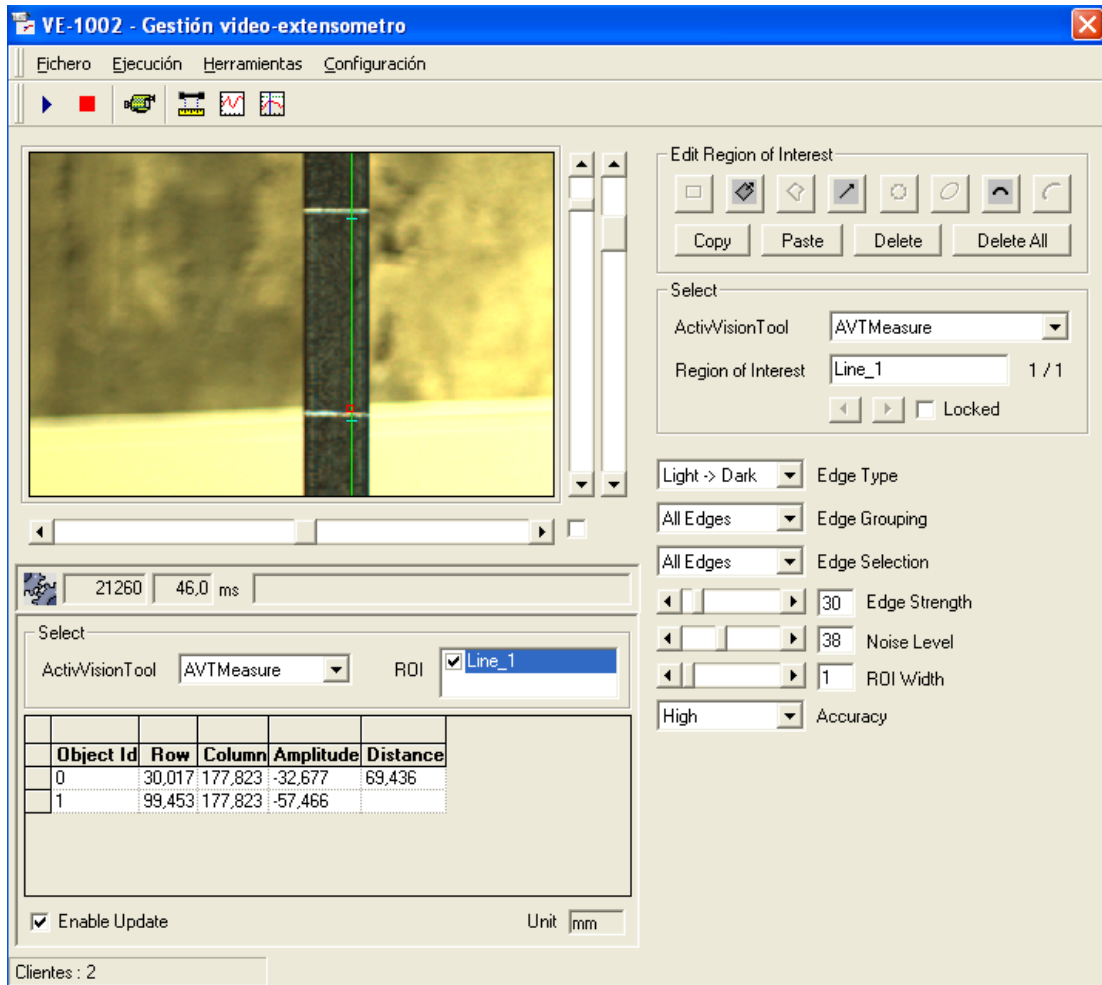 VE-1002 - Gestión video-extensometro
Fichero Ejecución Herramientas Configuración
Edit Region of Interest
Copy Paste Delete Delete All
Select
ActivVisionTool AVTMeasure
Region of Interest Line_1 1 / 1
Locked
Light -> Dark Edge Type
All Edges Edge Grouping
All Edges Edge Selection
30 Edge Strength
38 Noise Level
1 ROI Width
High Accuracy
21260 46,0 ms
Select
ActivVisionTool AVTMeasure ROI Line_1
Object Id Row Column Amplitude Distance
0 30,017 177,823 -32,677 69,436
1 99,453 177,823 -57,466
Enable Update Unit mm
Clientes : 2